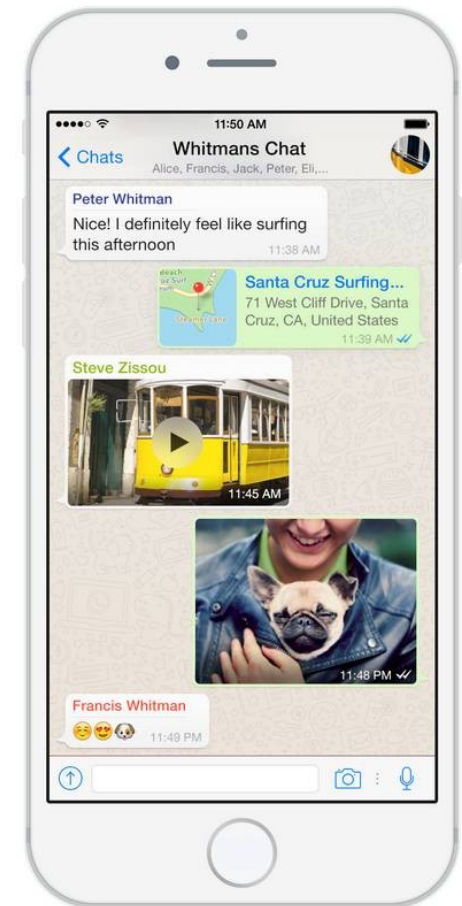 11:50 AM
Chats
Whitmans Chat
Alice, Francis, Jack, Peter, Eli,...
Peter Whitman
Nice! I definitely feel like surfing
this afternoon
11:38 AM
Santa Cruz Surfing...
71 West Cliff Drive, Santa
Cruz, CA, United States
11:39 AM
Steamer Lane
Steve Zissou
11:45 AM
11:48 PM
Francis Whitman
11:49 PM